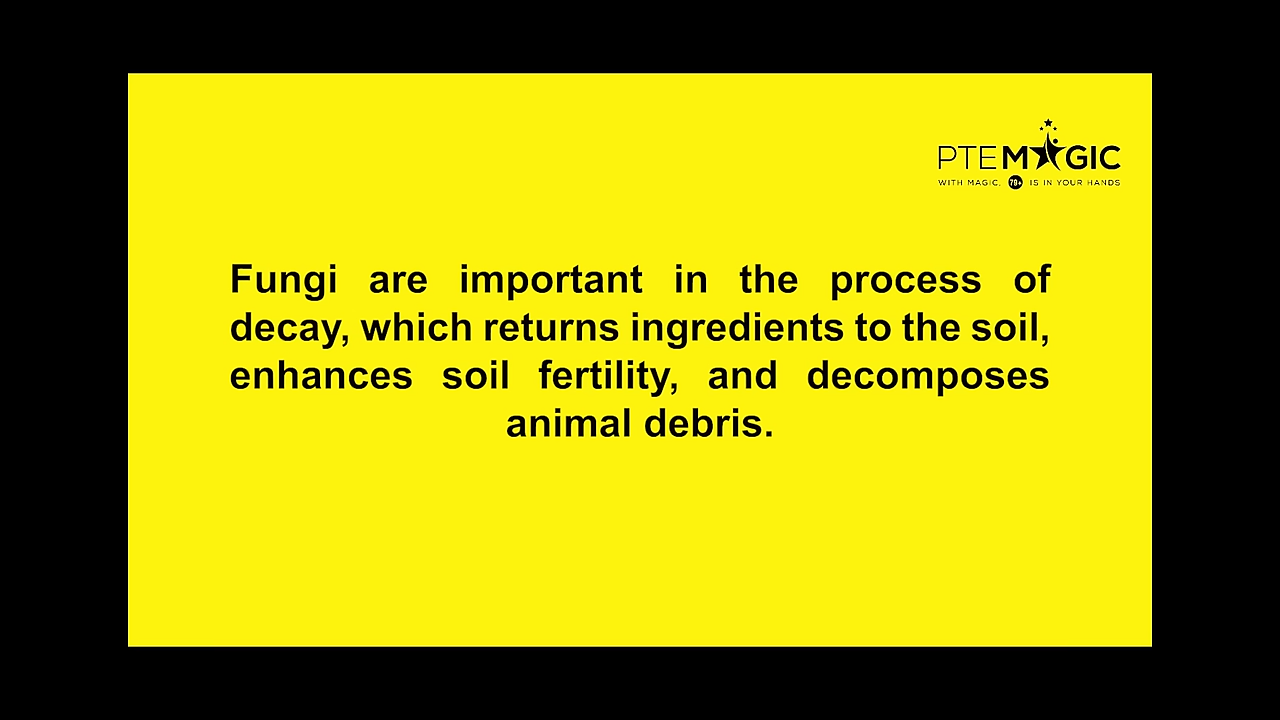 PTEMAGIC
WITH MAGIC, 79+ IS IN YOUR HANDS
Fungi are important in the process of
decay, which returns ingredients to the soil,
enhances soil fertility, and decomposes
animal debris.